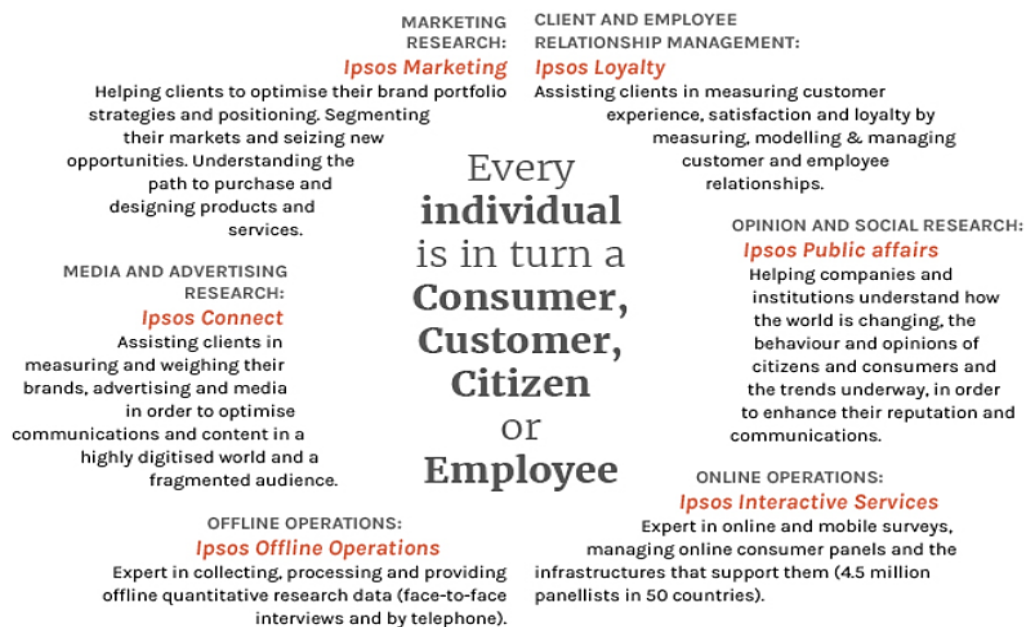 MARKETING
RESEARCH:
Ipsos Marketing
Helping clients to optimise their brand portfolio
strategies and positioning. Segmenting
their markets and seizing new
opportunities. Understanding the
path to purchase and
designing products and
services.
CLIENT AND EMPLOYEE
RELATIONSHIP MANAGEMENT:
Ipsos Loyalty
Assisting clients in measuring customer
experience, satisfaction and loyalty by
measuring, modelling & managing
customer and employee
relationships.
Every
individual
is in turn a
Consumer,
Customer,
Citizen
or
Employee
MEDIA AND ADVERTISING
RESEARCH:
Ipsos Connect
Assisting clients in
measuring and weighing their
brands, advertising and media
in order to optimise
communications and content in a
highly digitised world and a
fragmented audience.
OPINION AND SOCIAL RESEARCH:
Ipsos Public affairs
Helping companies and
institutions understand how
the world is changing, the
behaviour and opinions of
citizens and consumers and
the trends underway, in order
to enhance their reputation and
communications.
OFFLINE OPERATIONS:
Ipsos Offline Operations
Expert in collecting, processing and providing
offline quantitative research data (face-to-face
interviews and by telephone).
ONLINE OPERATIONS:
Ipsos Interactive Services
Expert in online and mobile surveys,
managing online consumer panels and the
infrastructures that support them (4.5 million
panellists in 50 countries).